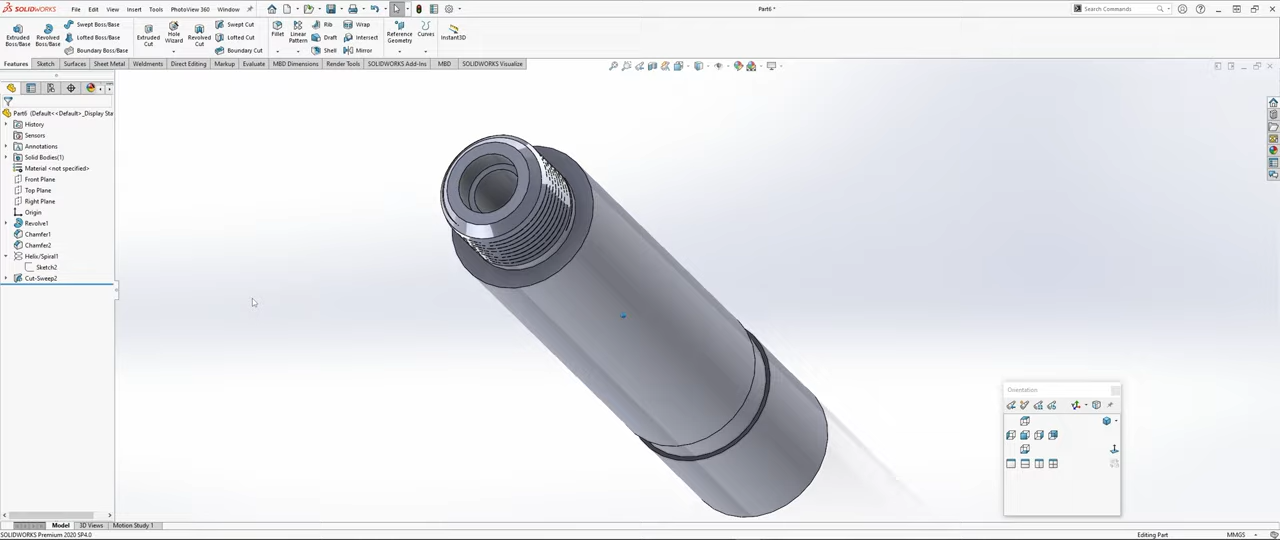 SOLIDWORKS File Edit View Insert Tools PhotoView 360 Window Part6 * Search Commands
Extruded Boss/Base
Revolved Boss/Base
Swept Boss/Base
Lofted Boss/Base
Boundary Boss/Base
Extruded Cut
Hole Wizard
Revolved Cut
Swept Cut
Lofted Cut
Boundary Cut
Fillet
Linear Pattern
Rib
Draft
Shell
Wrap
Intersect
Mirror
Reference Geometry
Curves
Instant3D
Features Sketch Surfaces Sheet Metal Weldments Direct Editing Markup Evaluate MBD Dimensions Render Tools SOLIDWORKS Add-Ins MBD SOLIDWORKS Visualize
Part6 (Default<<Default>_Display Sta
History
Sensors
Annotations
Solid Bodies(1)
Material <not specified>
Front Plane
Top Plane
Right Plane
Origin
Revolve1
Chamfer1
Chamfer2
Helix/Spiral1
Sketch2
Cut-Sweep2
Orientation
Model 3D Views Motion Study 1
SOLIDWORKS Premium 2020 SP4.0 Editing Part MMGS